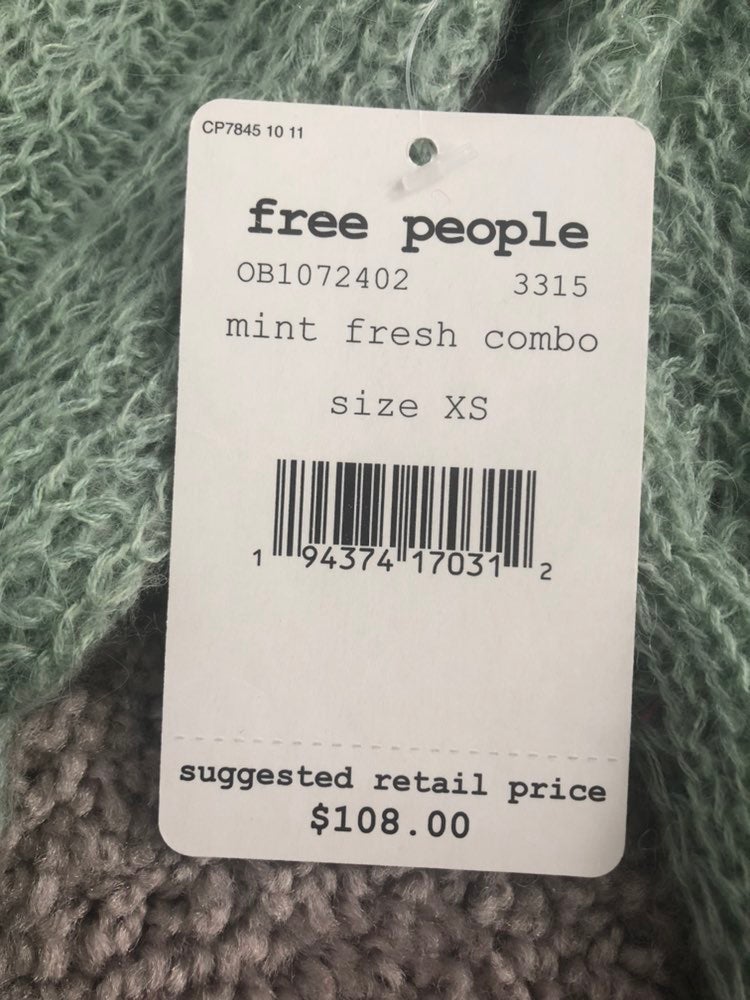 CP7845 10 11
free people
OB1072402 3315
mint fresh combo
size XS
1 94374 17031 2
suggested retail price
$108.00